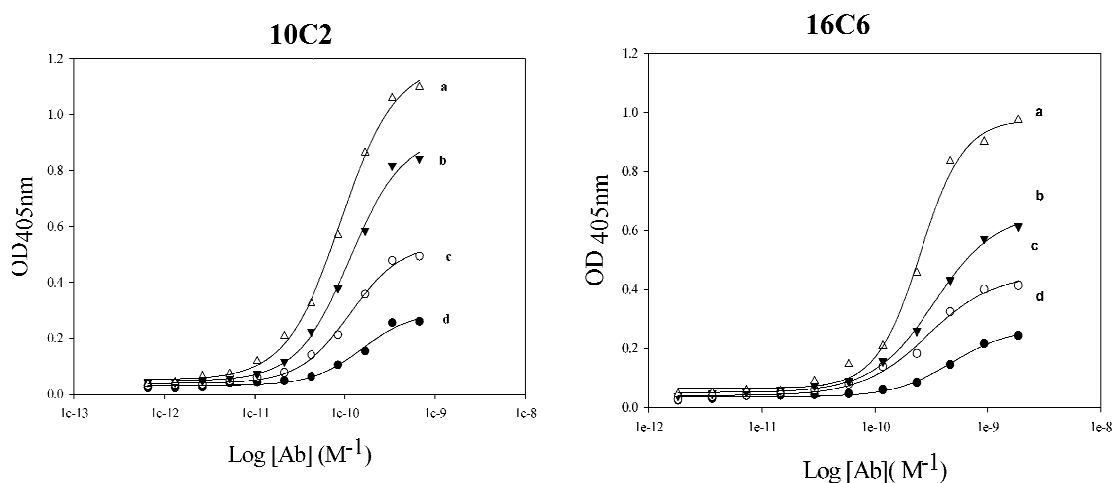 10C2
1.2
1.0
0.8
0.6
0.4
0.2
0.0
OD405nm
a
b
c
d
1e-13 1e-12 1e-11 1e-10 1e-9 1e-8
Log [Ab] (M-1)
16C6
1.2
1.0
0.8
0.6
0.4
0.2
0.0
OD 405nm
a
b
c
d
1e-12 1e-11 1e-10 1e-9 1e-8
Log [Ab]( M-1)